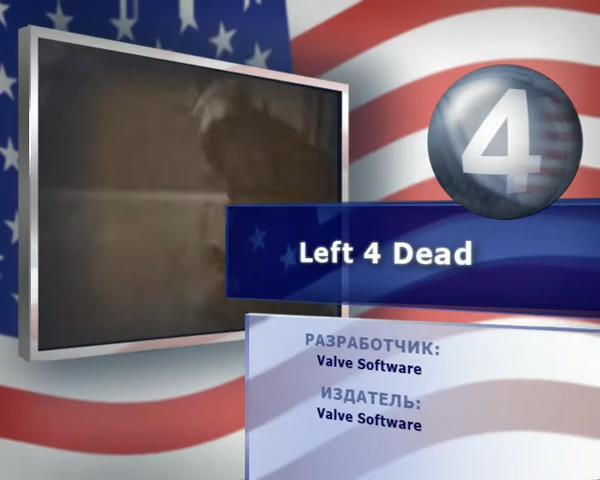 4
Left 4 Dead
РАЗРАБОТЧИК:
Valve Software
ИЗДАТЕЛЬ:
Valve Software